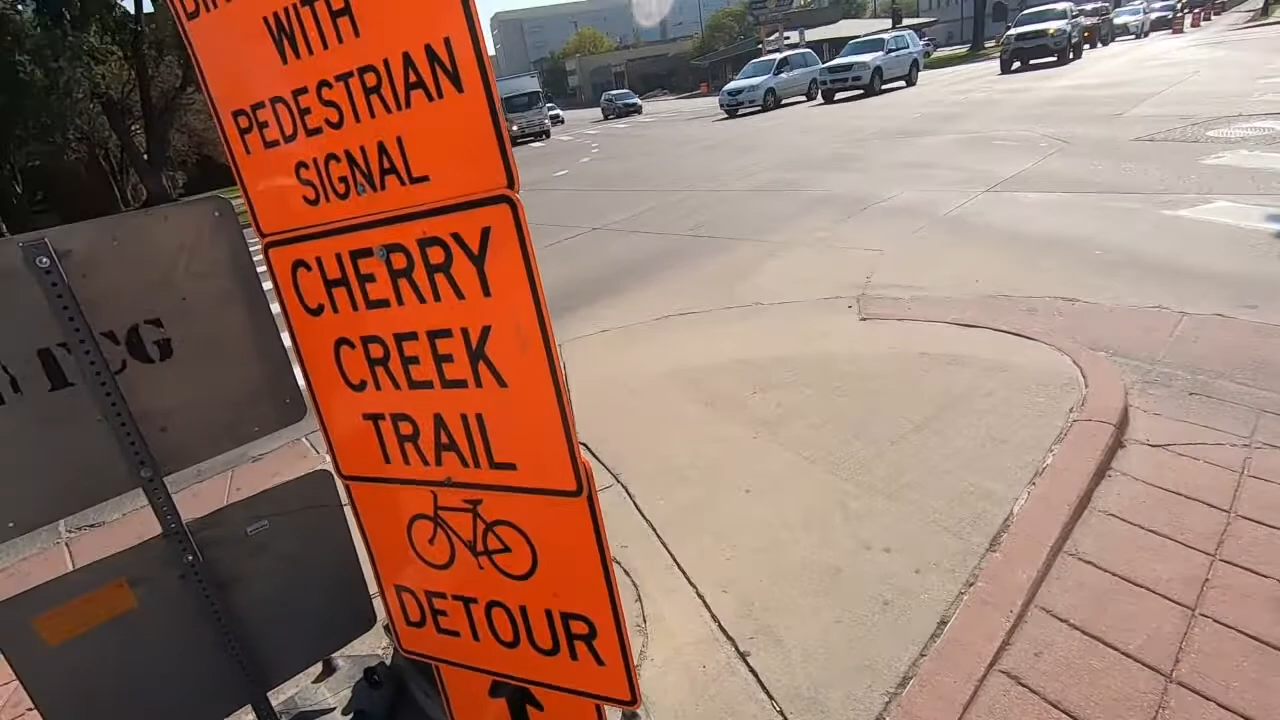 WITH
PEDESTRIAN
SIGNAL
CHERRY
CREEK
TRAIL
DETOUR